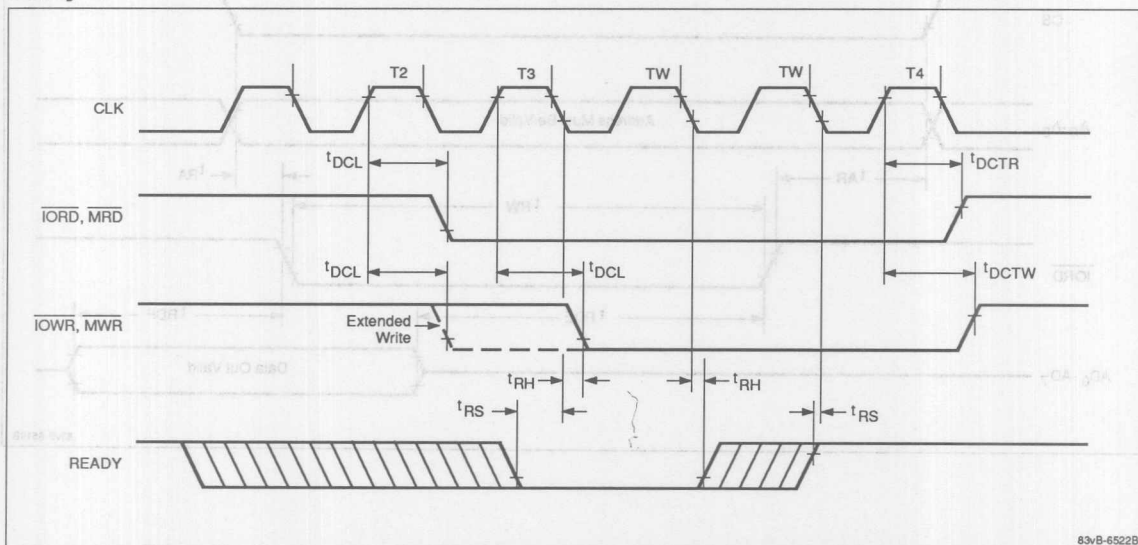 T2 T3 TW TW T4
CLK
tDCL tDCTR
IORD, MRD
tDCL tDCL tDCTW
IOWR, MWR
Extended
Write
tRH tRH
tRS tRS
READY
83vB-6522B